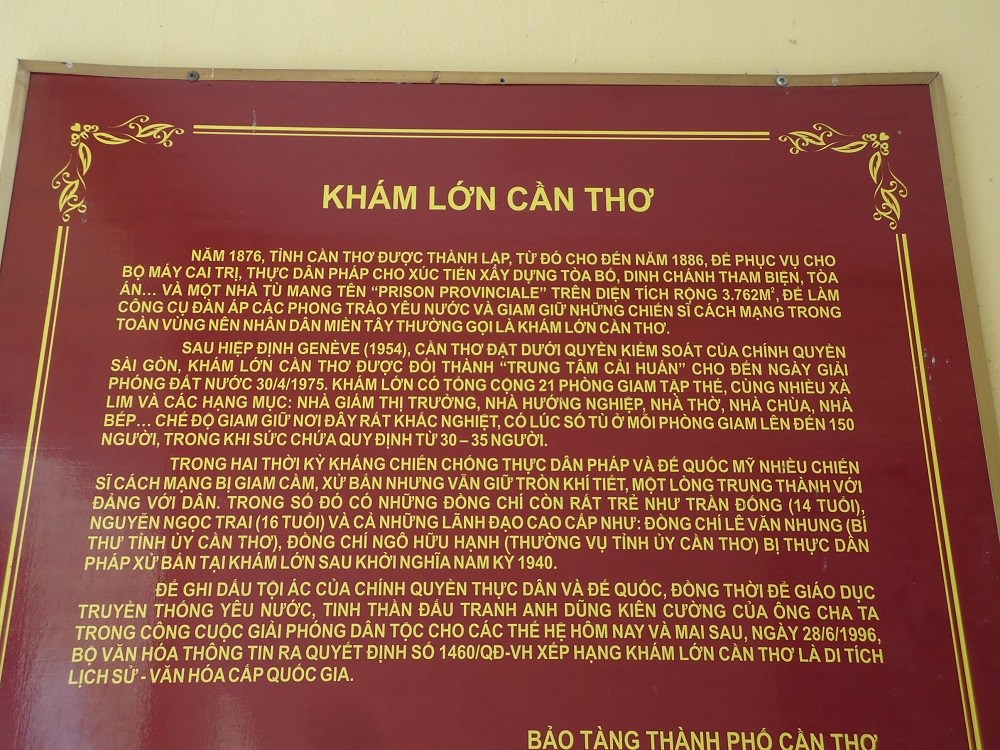 KHÁM LỚN CẦN THƠ
NĂM 1876, TỈNH CẦN THƠ ĐƯỢC THÀNH LẬP, TỪ ĐÓ CHO ĐẾN NĂM 1886, ĐỂ PHỤC VỤ CHO
BỘ MÁY CAI TRỊ, THỰC DÂN PHÁP CHO XÚC TIẾN XÂY DỰNG TÒA BỐ, DINH CHÁNH THAM BIỆN, TÒA
ÁN... VÀ MỘT NHÀ TÙ MANG TÊN “PRISON PROVINCIALE” TRÊN DIỆN TÍCH RỘNG 3.762M², ĐỂ LÀM
CÔNG CỤ ĐÀN ÁP CÁC PHONG TRÀO YÊU NƯỚC VÀ GIAM GIỮ NHỮNG CHIẾN SĨ CÁCH MẠNG TRONG
TOÀN VÙNG NÊN NHÂN DÂN MIỀN TÂY THƯỜNG GỌI LÀ KHÁM LỚN CẦN THƠ.
SAU HIỆP ĐỊNH GENÈVE (1954), CẦN THƠ ĐẶT DƯỚI QUYỀN KIỂM SOÁT CỦA CHÍNH QUYỀN
SÀI GÒN, KHÁM LỚN CẦN THƠ ĐƯỢC ĐỔI THÀNH “TRUNG TÂM CẢI HUẤN” CHO ĐẾN NGÀY GIẢI
PHÓNG ĐẤT NƯỚC 30/4/1975. KHÁM LỚN CÓ TỔNG CỘNG 21 PHÒNG GIAM TẬP THỂ, CÙNG NHIỀU XÀ
LIM VÀ CÁC HẠNG MỤC: NHÀ GIÁM THỊ TRƯỞNG, NHÀ HƯỚNG NGHIỆP, NHÀ THỜ, NHÀ CHÙA, NHÀ
BẾP... CHẾ ĐỘ GIAM GIỮ NƠI ĐÂY RẤT KHẮC NGHIỆT, CÓ LÚC SỐ TÙ Ở MỖI PHÒNG GIAM LÊN ĐẾN 150
NGƯỜI, TRONG KHI SỨC CHỨA QUY ĐỊNH TỪ 30 – 35 NGƯỜI.
TRONG HAI THỜI KỲ KHÁNG CHIẾN CHỐNG THỰC DÂN PHÁP VÀ ĐẾ QUỐC MỸ NHIỀU CHIẾN
SĨ CÁCH MẠNG BỊ GIAM CẦM, XỬ BẮN NHƯNG VẪN GIỮ TRÒN KHÍ TIẾT, MỘT LÒNG TRUNG THÀNH VỚI
ĐẢNG VỚI DÂN. TRONG SỐ ĐÓ CÓ NHỮNG ĐỒNG CHÍ CÒN RẤT TRẺ NHƯ TRẦN ĐỐNG (14 TUỔI),
NGUYỄN NGỌC TRAI (16 TUỔI) VÀ CẢ NHỮNG LÃNH ĐẠO CAO CẤP NHƯ: ĐỒNG CHÍ LÊ VĂN NHUNG (BÍ
THƯ TỈNH ỦY CẦN THƠ), ĐỒNG CHÍ NGÔ HỮU HẠNH (THƯỜNG VỤ TỈNH ỦY CẦN THƠ) BỊ THỰC DÂN
PHÁP XỬ BẮN TẠI KHÁM LỚN SAU KHỞI NGHĨA NAM KỲ 1940.
ĐỂ GHI DẤU TỘI ÁC CỦA CHÍNH QUYỀN THỰC DÂN VÀ ĐẾ QUỐC, ĐỒNG THỜI ĐỂ GIÁO DỤC
TRUYỀN THỐNG YÊU NƯỚC, TINH THẦN ĐẤU TRANH ANH DŨNG KIÊN CƯỜNG CỦA ÔNG CHA TA
TRONG CÔNG CUỘC GIẢI PHÓNG DÂN TỘC CHO CÁC THẾ HỆ HÔM NAY VÀ MAI SAU, NGÀY 28/6/1996,
BỘ VĂN HÓA THÔNG TIN RA QUYẾT ĐỊNH SỐ 1460/QĐ-VH XẾP HẠNG KHÁM LỚN CẦN THƠ LÀ DI TÍCH
LỊCH SỬ - VĂN HÓA CẤP QUỐC GIA.
BẢO TÀNG THÀNH PHỐ CẦN THƠ